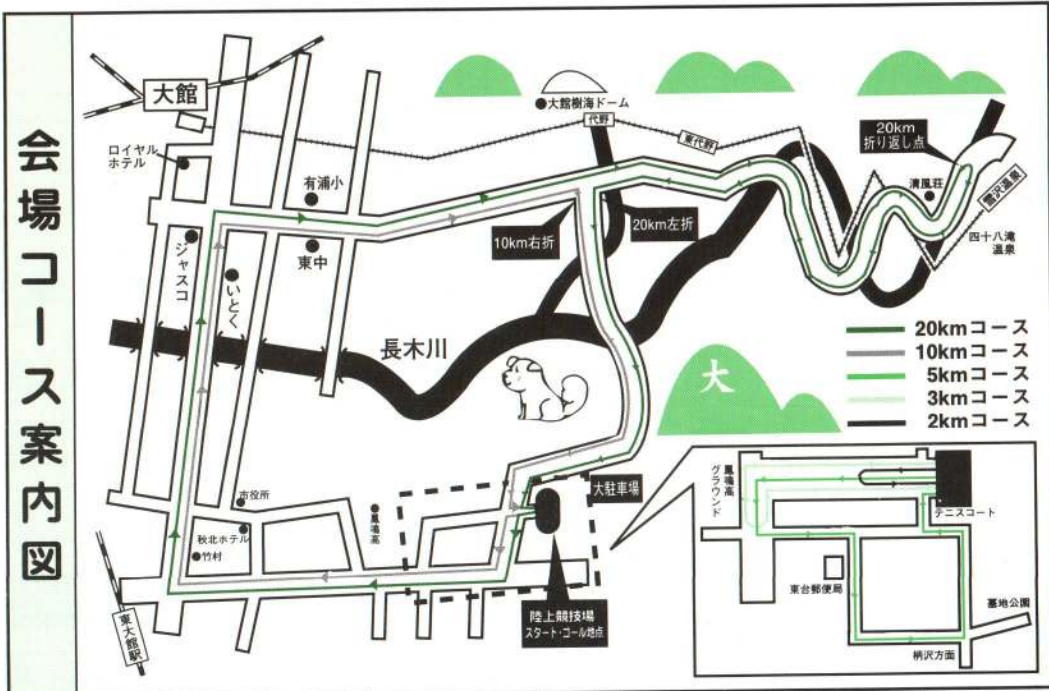 会場コース案内図
大館
ロイヤル
ホテル
有浦小
東中
ジャスコ
いとく
大館樹海ドーム
代野
東代野
20km
折り返し点
清風荘
雪沢温泉
四十八滝
温泉
10km右折
20km左折
長木川
大
20kmコース
10kmコース
5kmコース
3kmコース
2kmコース
市役所
秋北ホテル
竹村
鳳鳴高
大駐車場
陸上競技場
スタート・ゴール地点
東大館駅
鳳鳴高
グラウンド
テニスコート
東台郵便局
墓地公園
柄沢方面